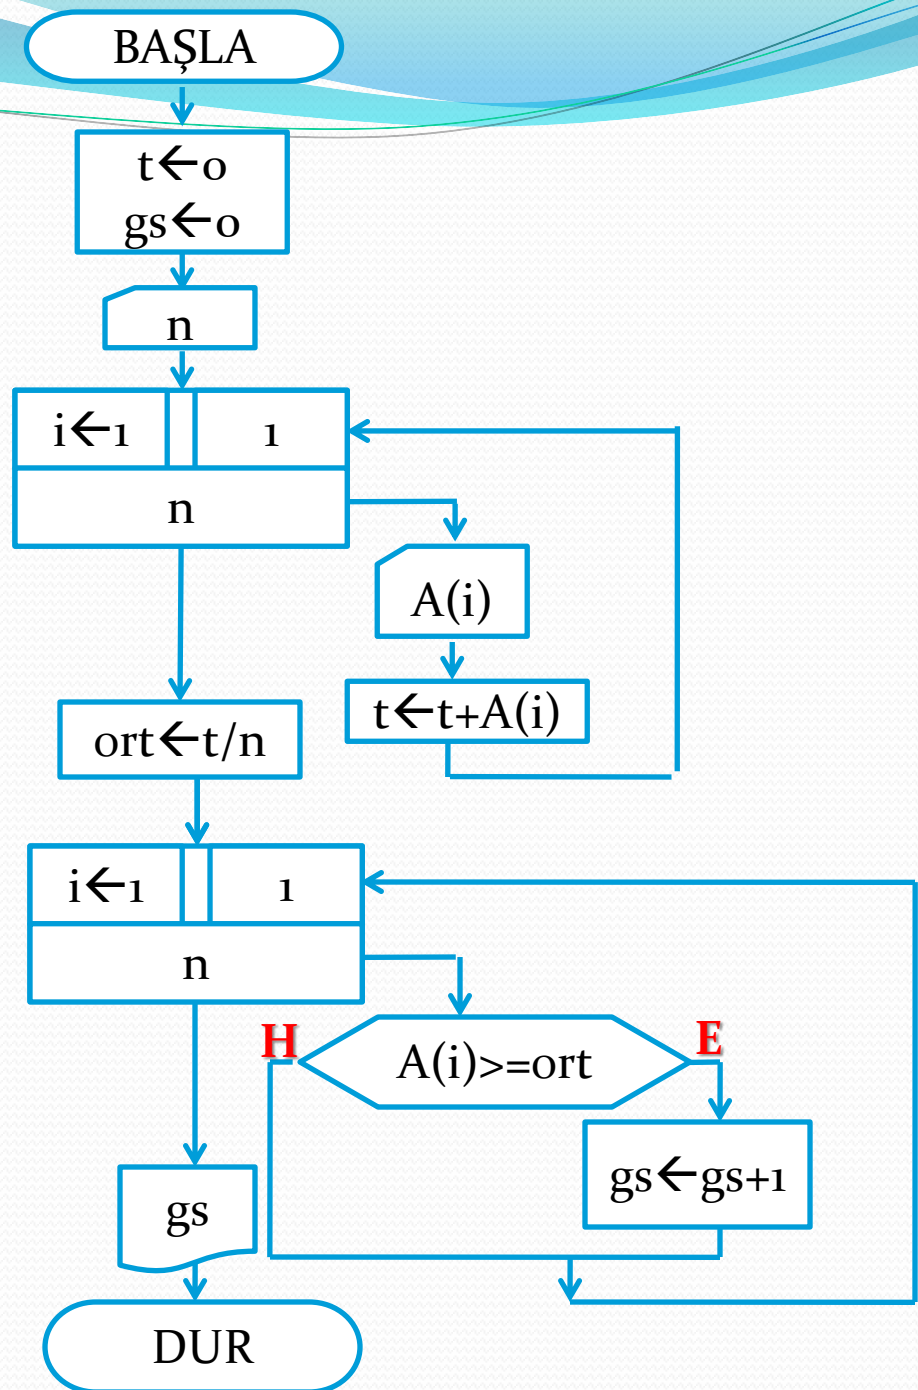 BAŞLA
t←0
gs←0
n
i←1
1
n
A(i)
t←t+A(i)
ort←t/n
i←1
1
n
H
E
A(i)>=ort
gs←gs+1
gs
DUR